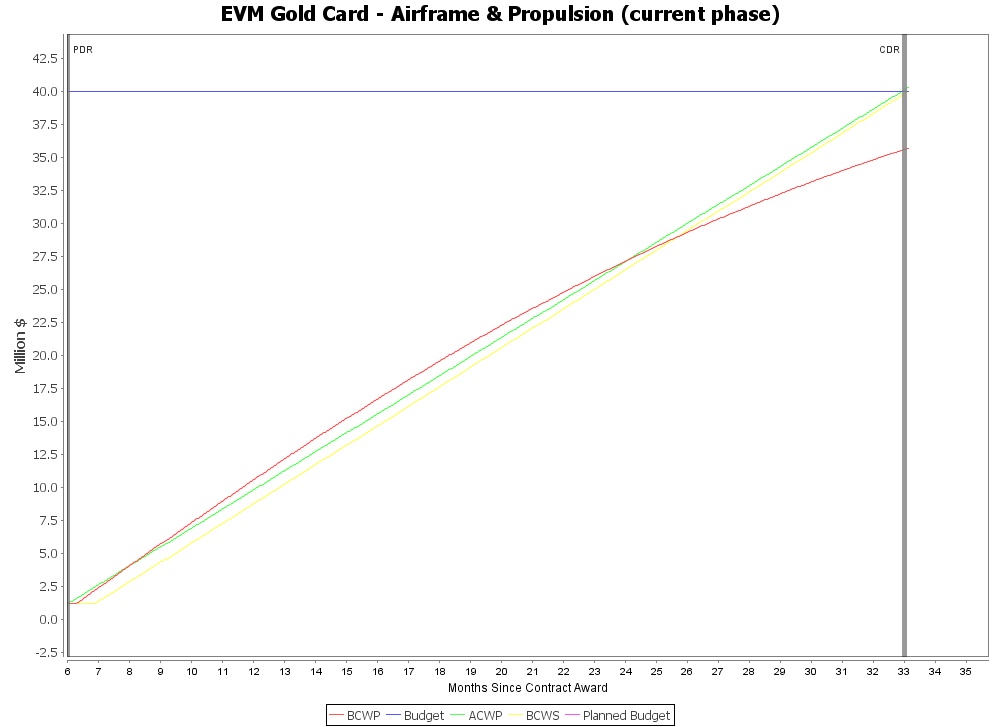 EVM Gold Card - Airframe & Propulsion (current phase)
PDR
CDR
42.5
40.0
37.5
35.0
32.5
30.0
27.5
25.0
22.5
20.0
17.5
15.0
12.5
10.0
7.5
5.0
2.5
0.0
-2.5
Million $
6 7 8 9 10 11 12 13 14 15 16 17 18 19 20 21 22 23 24 25 26 27 28 29 30 31 32 33 34 35
Months Since Contract Award
BCWP Budget ACWP BCWS Planned Budget